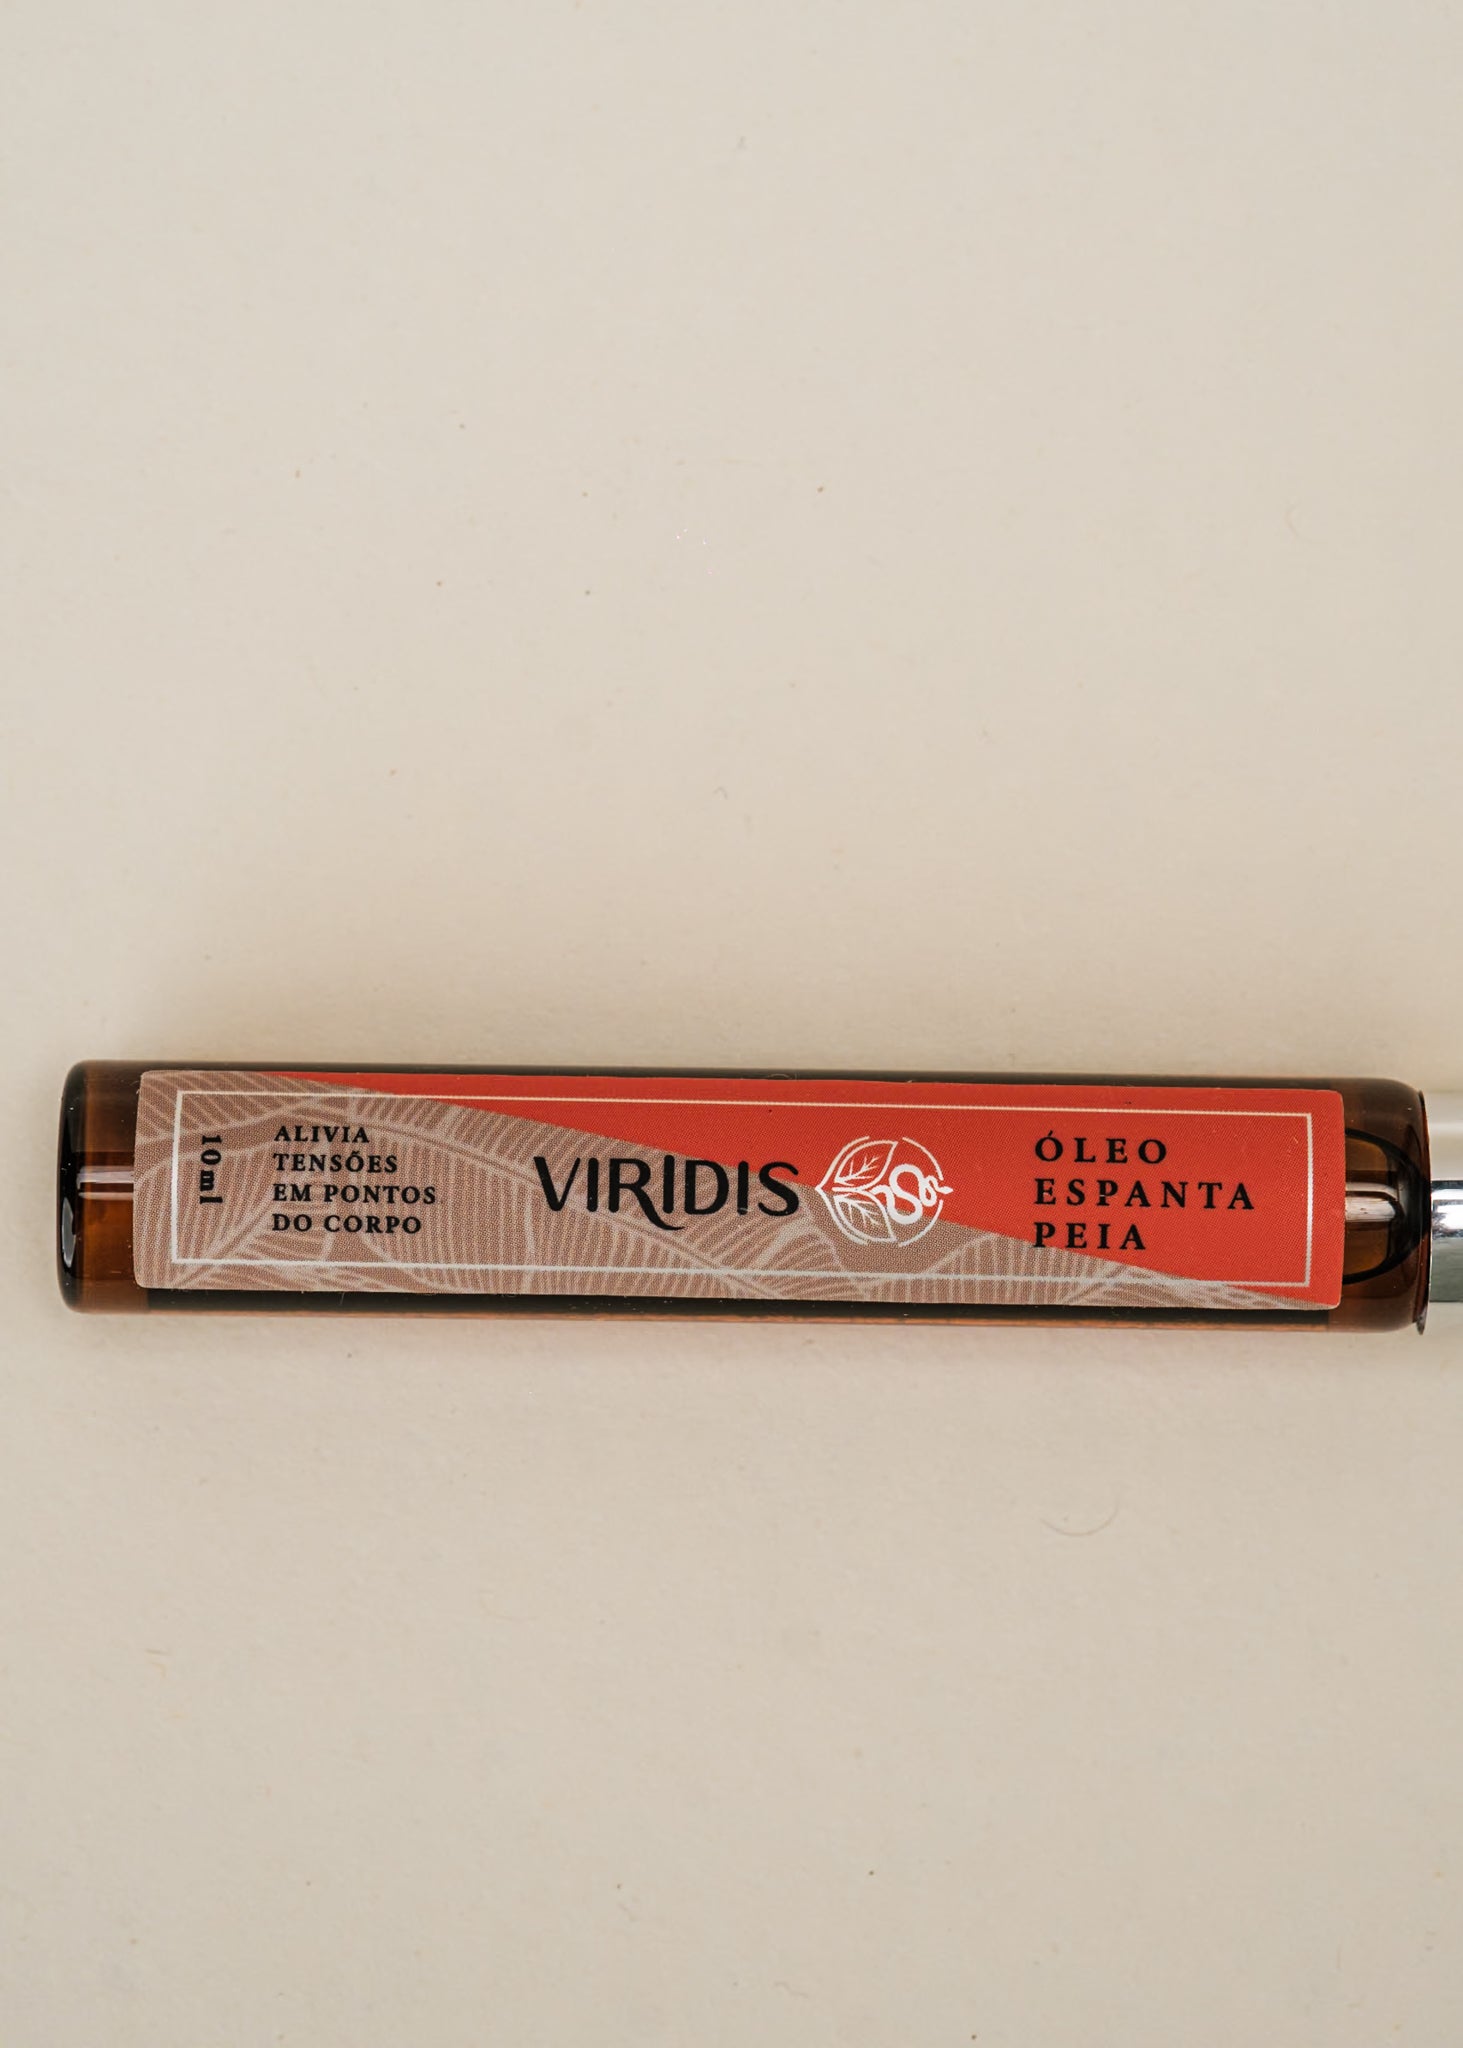 10ml
ALIVIA
TENSÕES
EM PONTOS
DO CORPO
VIRIDIS
ÓLEO
ESPANTA
PEIA